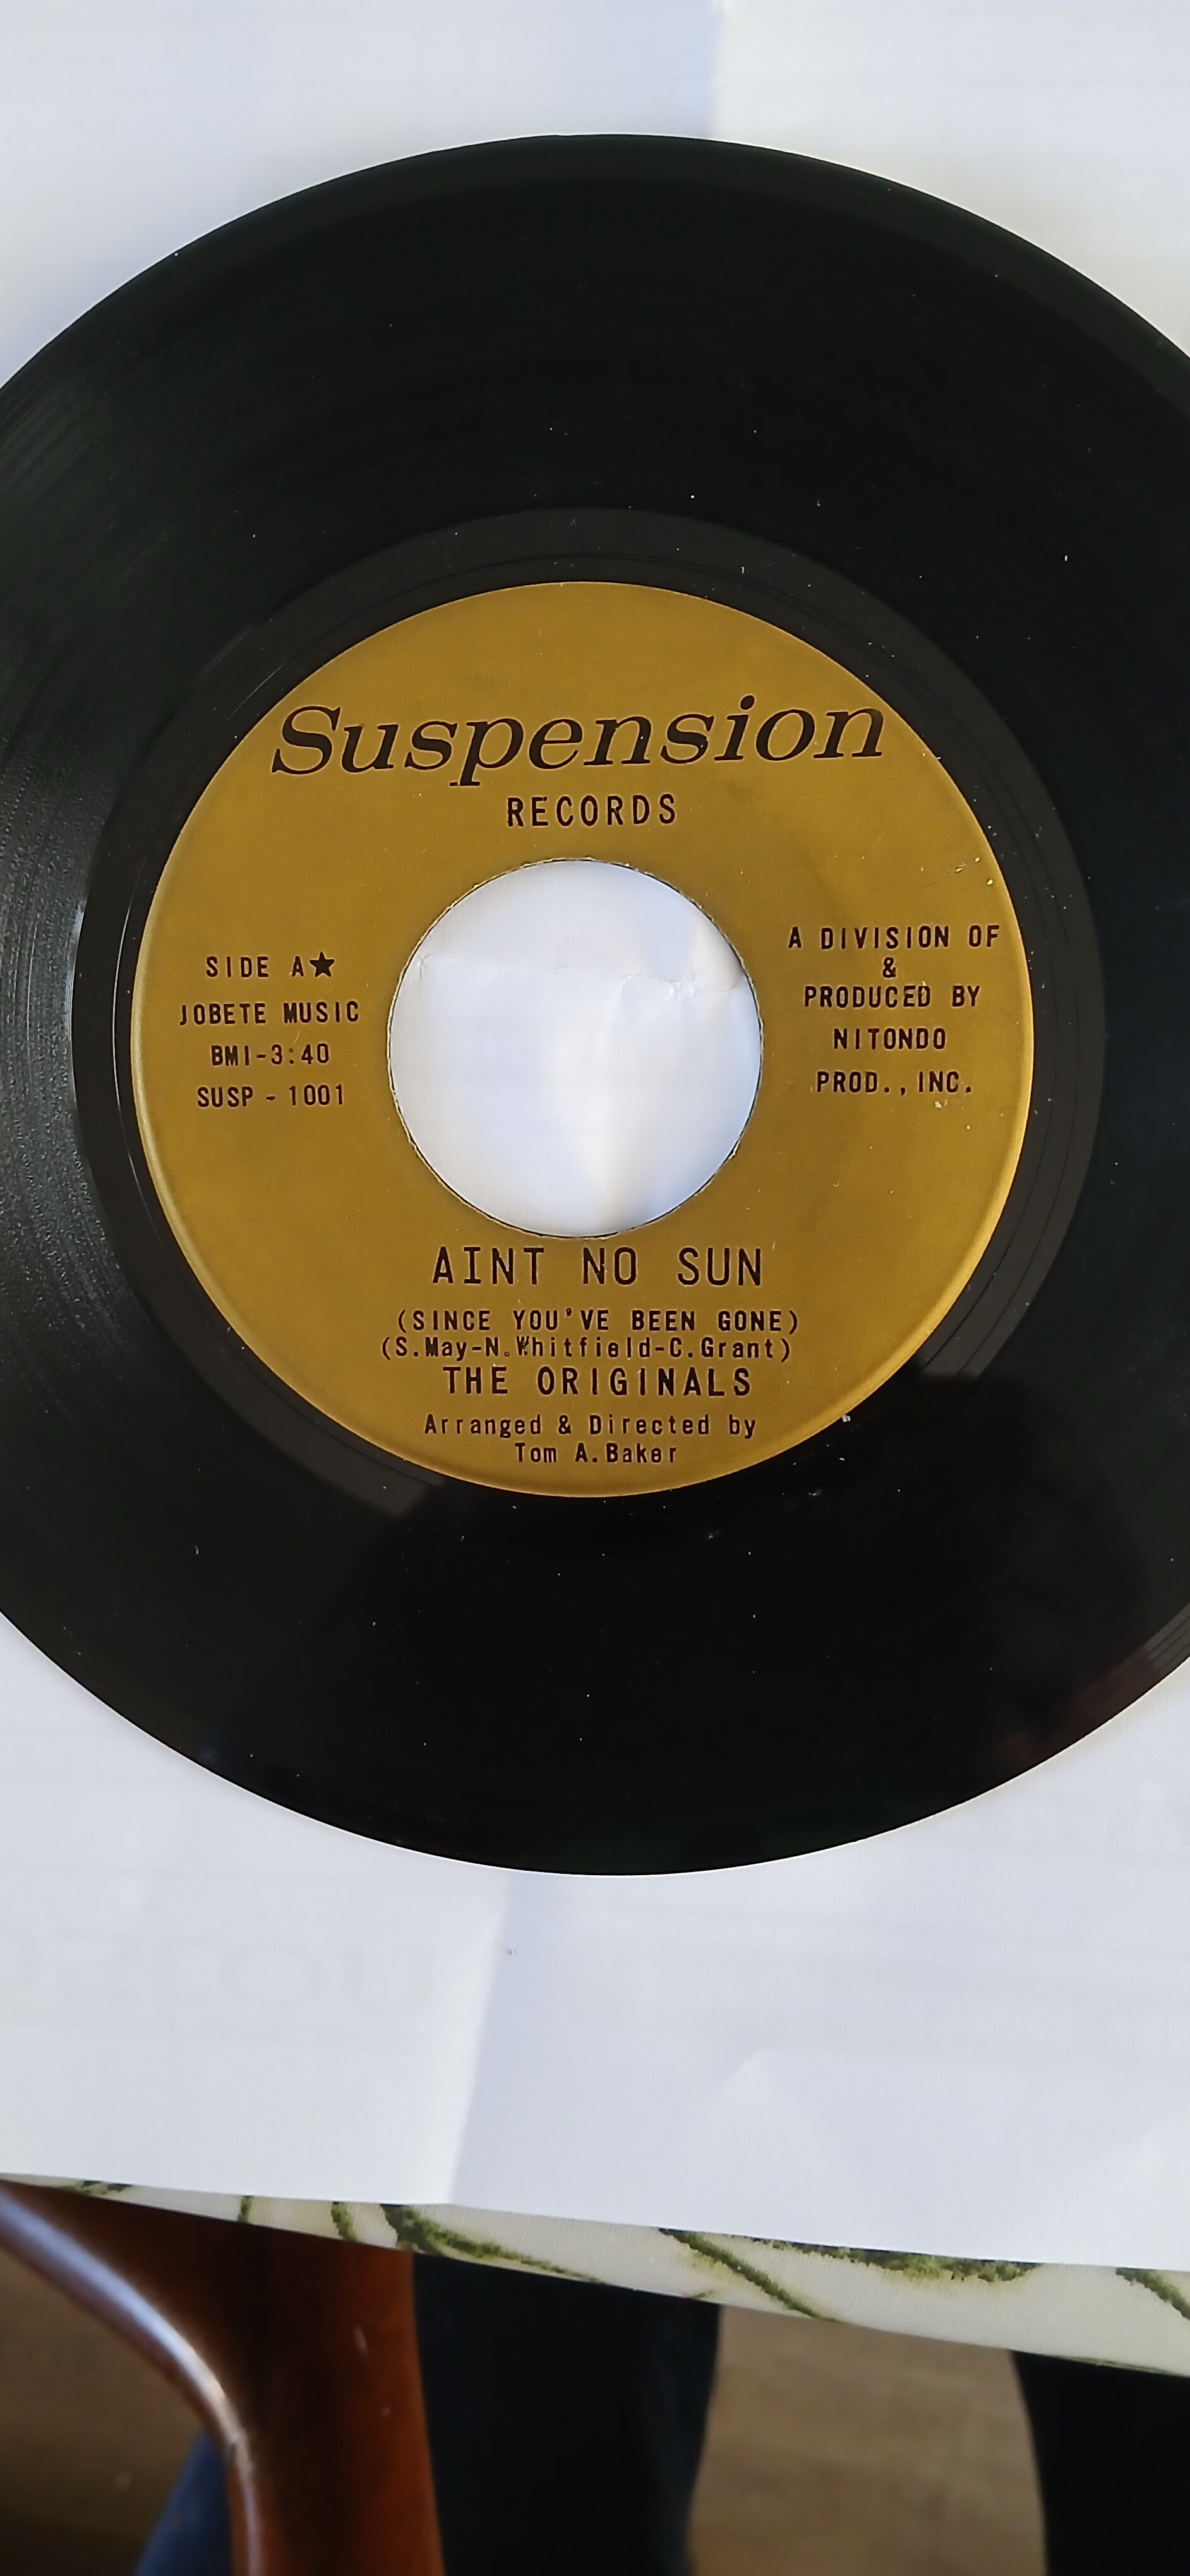 Suspension
RECORDS
SIDE A★
JOBETE MUSIC
BMI-3:40
SUSP - 1001
A DIVISION OF
&
PRODUCED BY
NITONDO
PROD., INC.
AINT NO SUN
(SINCE YOU'VE BEEN GONE)
(S.May-N.Whitfield-C.Grant)
THE ORIGINALS
Arranged & Directed by
Tom A.Baker